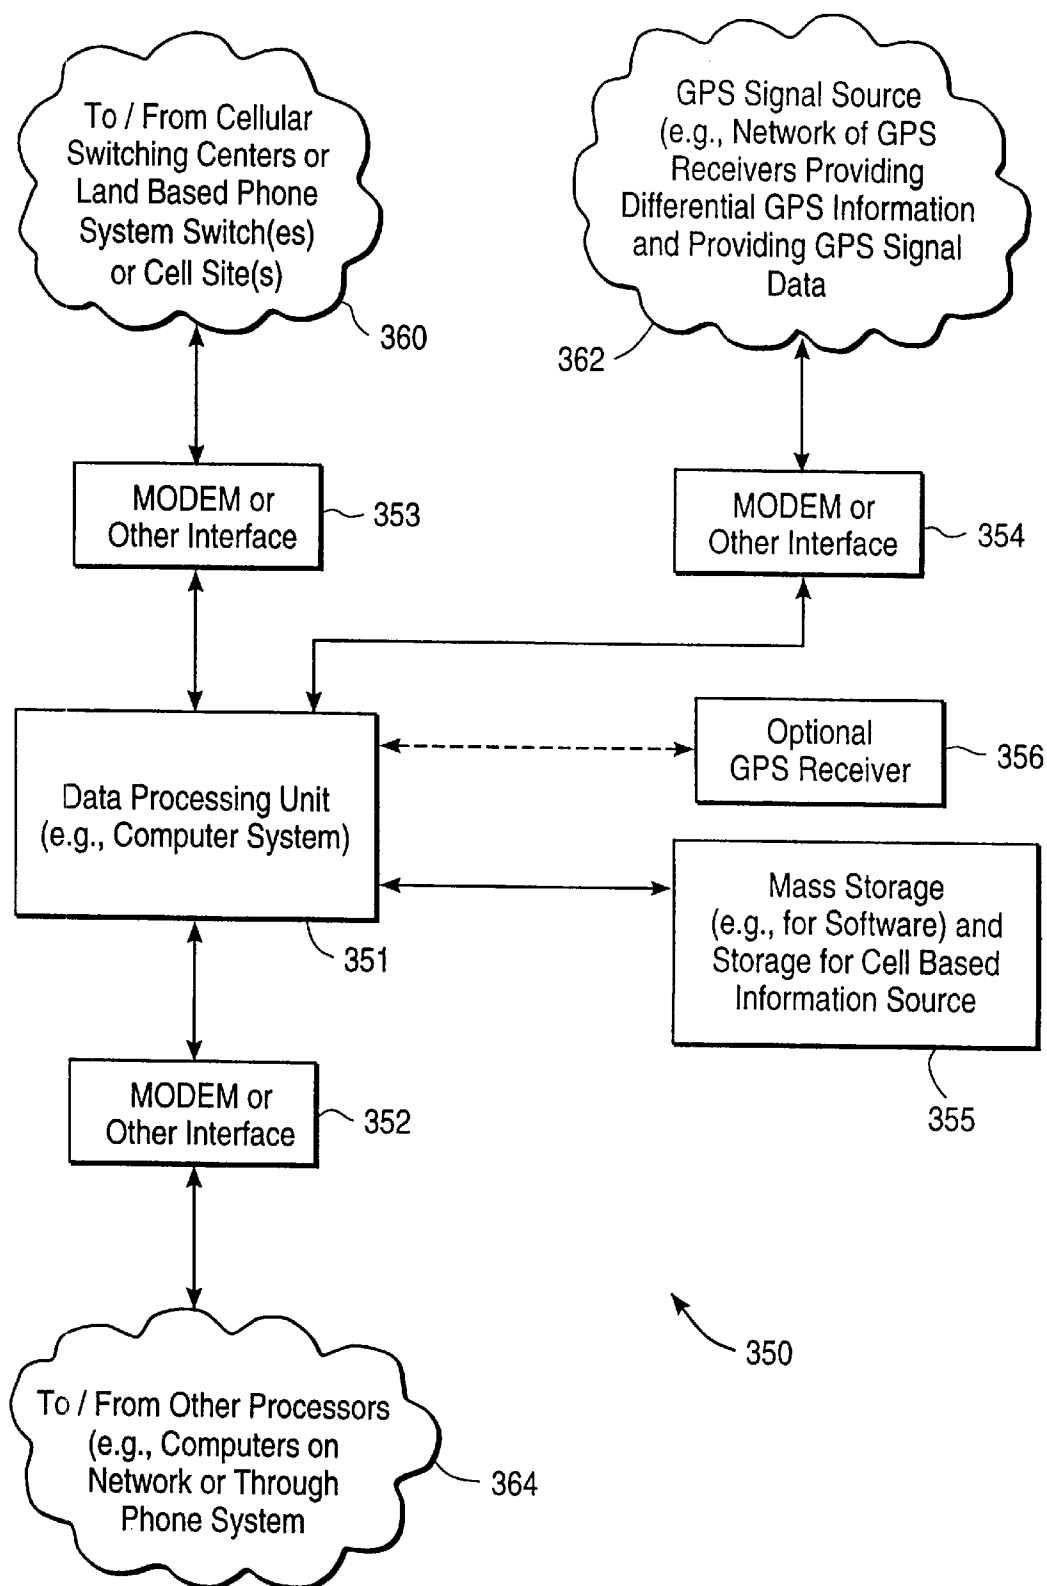 To / From Cellular
Switching Centers or
Land Based Phone
System Switch(es)
or Cell Site(s)
360
GPS Signal Source
(e.g., Network of GPS
Receivers Providing
Differential GPS Information
and Providing GPS Signal
Data
362
MODEM or
Other Interface
353
MODEM or
Other Interface
354
Data Processing Unit
(e.g., Computer System)
351
Optional
GPS Receiver
356
Mass Storage
(e.g., for Software) and
Storage for Cell Based
Information Source
355
MODEM or
Other Interface
352
350
To / From Other Processors
(e.g., Computers on
Network or Through
Phone System
364